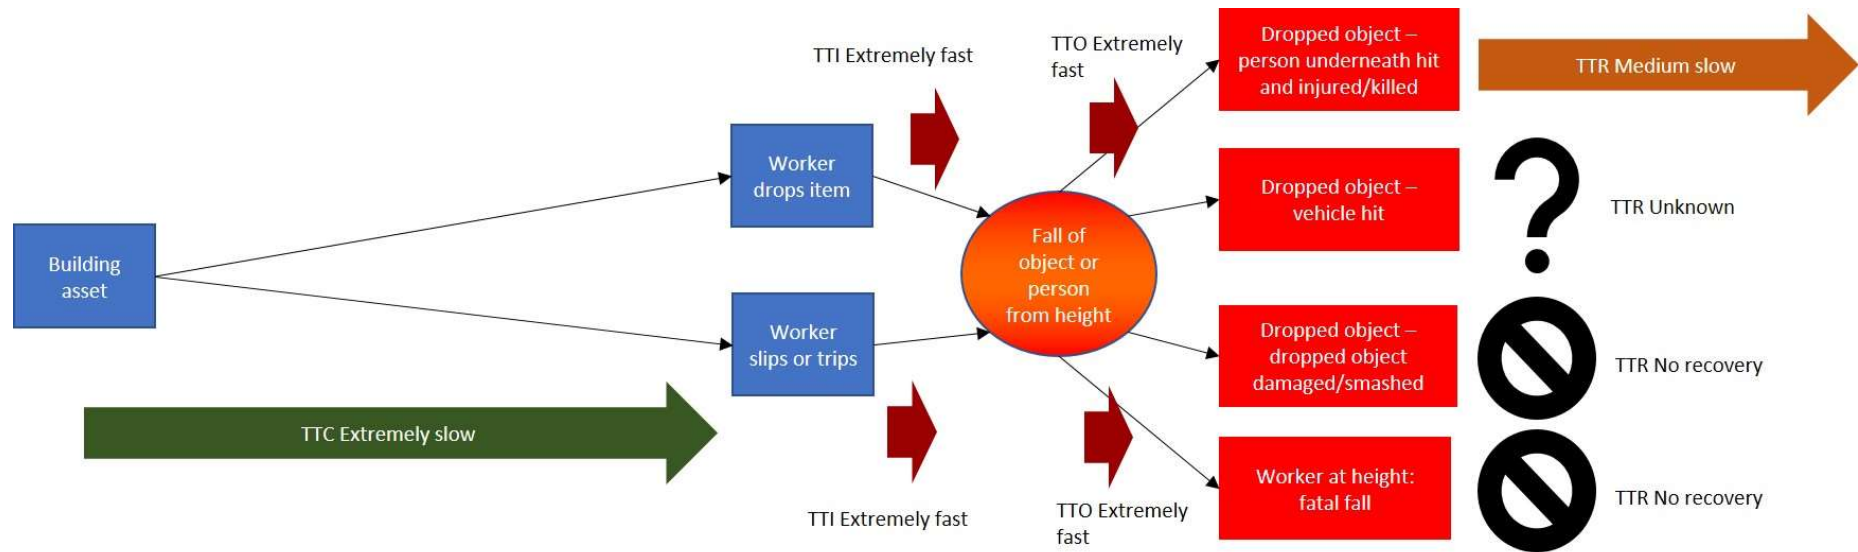 Building
asset
TTC Extremely slow
Worker
drops item
Worker
slips or trips
TTI Extremely fast
TTI Extremely fast
Fall of
object or
person
from height
TTO Extremely
fast
TTO Extremely
fast
Dropped object –
person underneath hit
and injured/killed
TTR Medium slow
Dropped object –
vehicle hit
?
TTR Unknown
Dropped object –
dropped object
damaged/smashed
TTR No recovery
Worker at height:
fatal fall
TTR No recovery